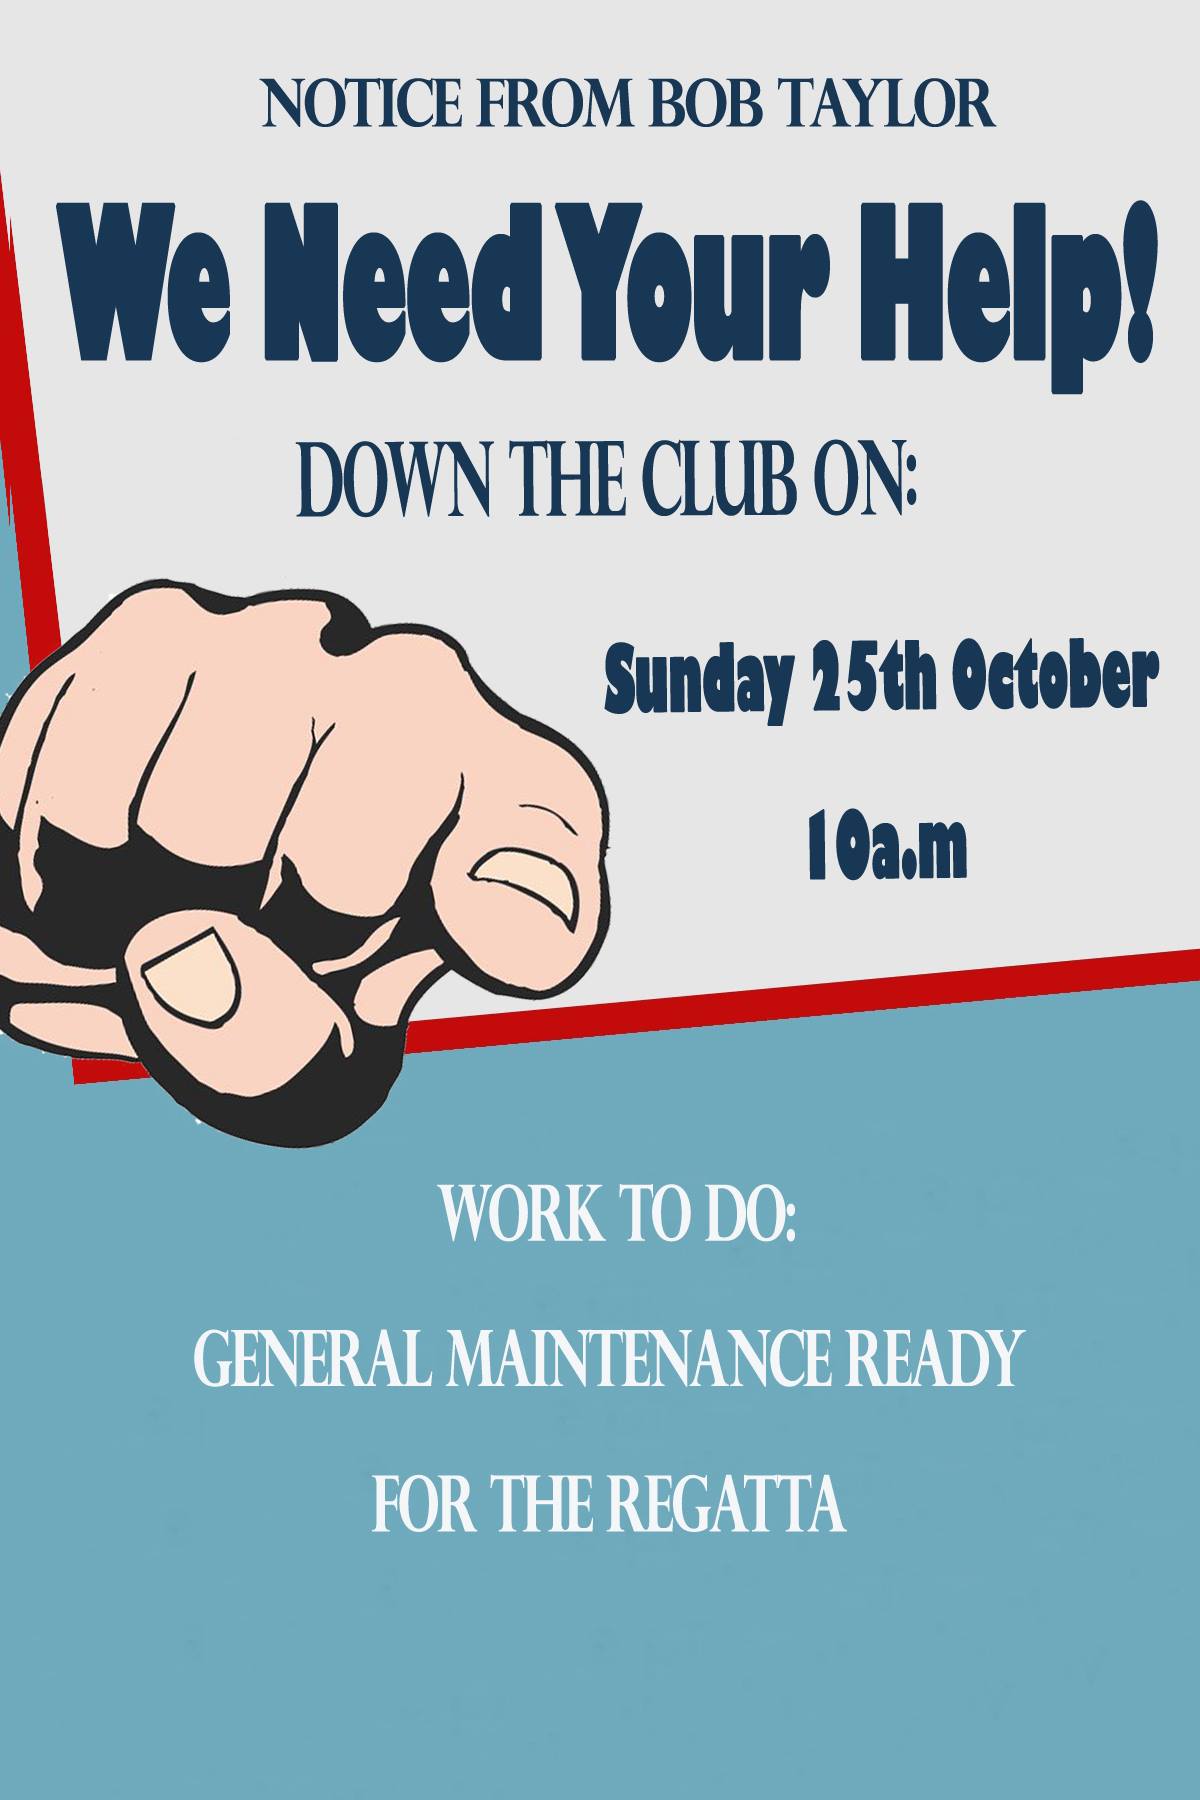 NOTICE FROM BOB TAYLOR
We Need Your Help!
DOWN THE CLUB ON:
Sunday 25th October
10a.m
WORK TO DO:
GENERAL MAINTENANCE READY
FOR THE REGATTA